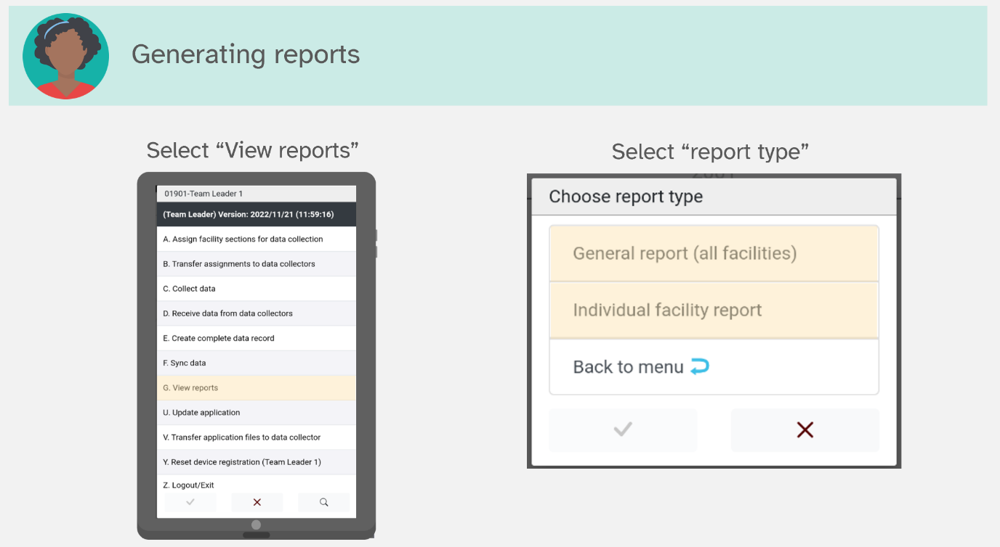 Generating reports
Select “View reports”
01901-Team Leader 1
(Team Leader) Version: 2022/11/21 (11:59:16)
A. Assign facility sections for data collection
B. Transfer assignments to data collectors
C. Collect data
D. Receive data from data collectors
E. Create complete data record
F. Sync data
G. View reports
U. Update application
V. Transfer application files to data collector
Y. Reset device registration (Team Leader 1)
Z. Logout/Exit
Select “report type”
Choose report type
General report (all facilities)
Individual facility report
Back to menu